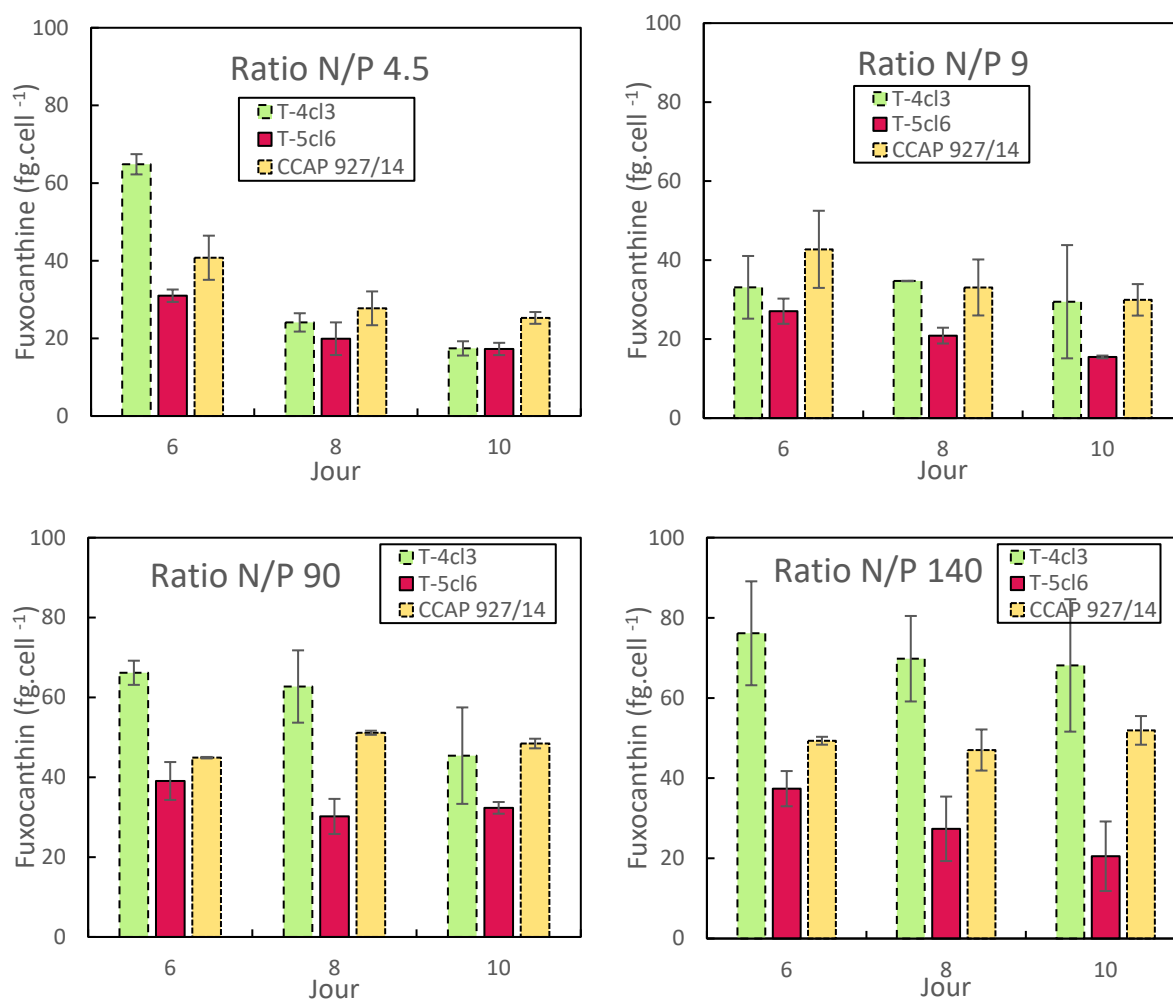 Ratio N/P 4.5
T-4cl3
T-5cl6
CCAP 927/14
Fuxocanthine (fg.cell -1)
100
80
60
40
20
0
6 8 10
Jour
Ratio N/P 9
T-4cl3
T-5cl6
CCAP 927/14
Fuxocanthine (fg.cell -1)
100
80
60
40
20
0
6 8 10
Jour
Ratio N/P 90
T-4cl3
T-5cl6
CCAP 927/14
Fuxocanthin (fg.cell -1)
100
80
60
40
20
0
6 8 10
Jour
Ratio N/P 140
T-4cl3
T-5cl6
CCAP 927/14
Fuxocanthin (fg.cell -1)
100
80
60
40
20
0
6 8 10
Jour